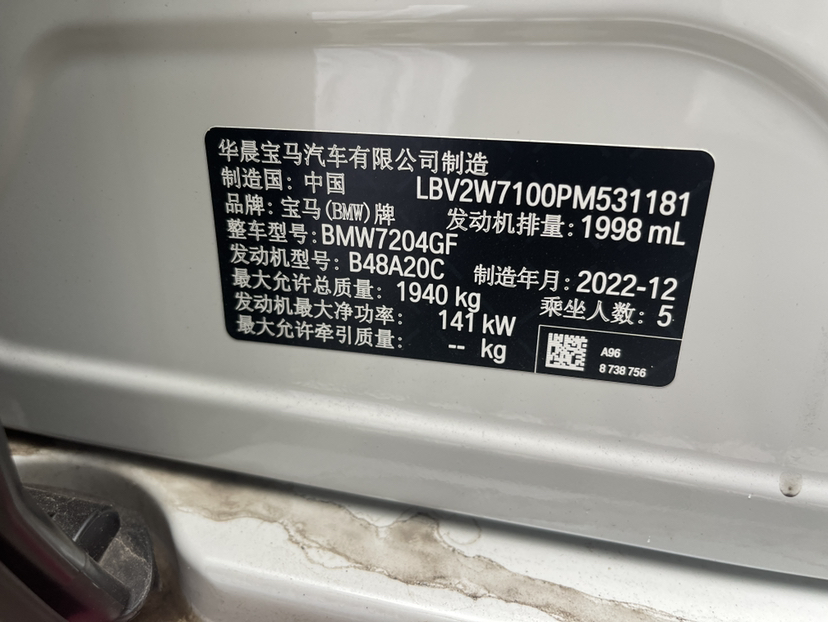 华晨宝马汽车有限公司制造
制造国：中国 LBV2W7100PM531181
品牌：宝马(BMW)牌 发动机排量：1998 mL
整车型号：BMW7204GF
发动机型号：B48A20C 制造年月：2022-12
最大允许总质量：1940 kg 乘坐人数：5
发动机最大净功率： 141 kW
最大允许牵引质量： -- kg
A96
8 738 756